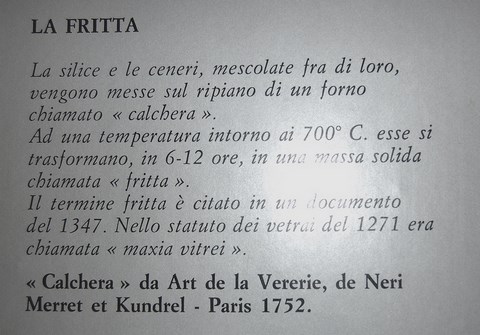 LA FRITTA
La silice e le ceneri, mescolate fra di loro,
vengono messe sul ripiano di un forno
chiamato « calchera ».
Ad una temperatura intorno ai 700° C. esse si
trasformano, in 6-12 ore, in una massa solida
chiamata « fritta ».
Il termine fritta è citato in un documento
del 1347. Nello statuto dei vetrai del 1271 era
chiamata « maxia vitrei ».
« Calchera » da Art de la Vererie, de Neri
Merret et Kundrel - Paris 1752.